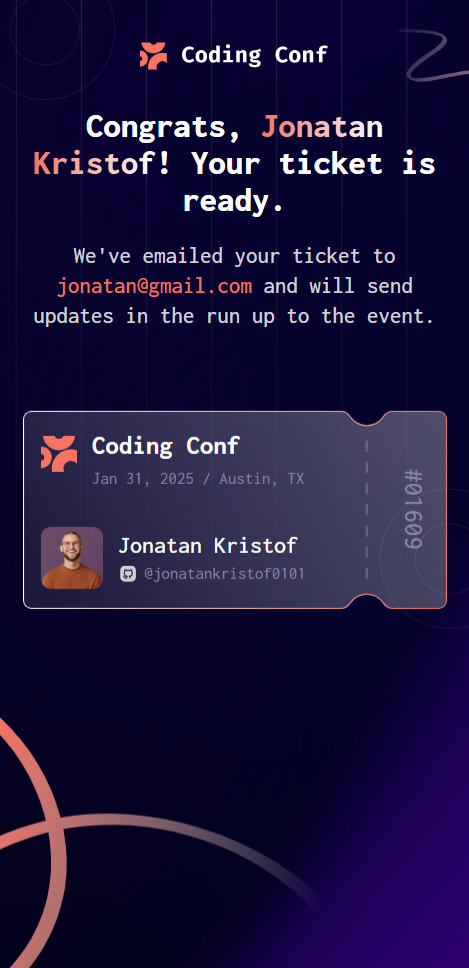 Coding Conf
Congrats, Jonatan
Kristof! Your ticket is
ready.
We've emailed your ticket to
jonatan@gmail.com and will send
updates in the run up to the event.
Coding Conf
Jan 31, 2025 / Austin, TX
Jonatan Kristof
@jonatankristof0101
#01609